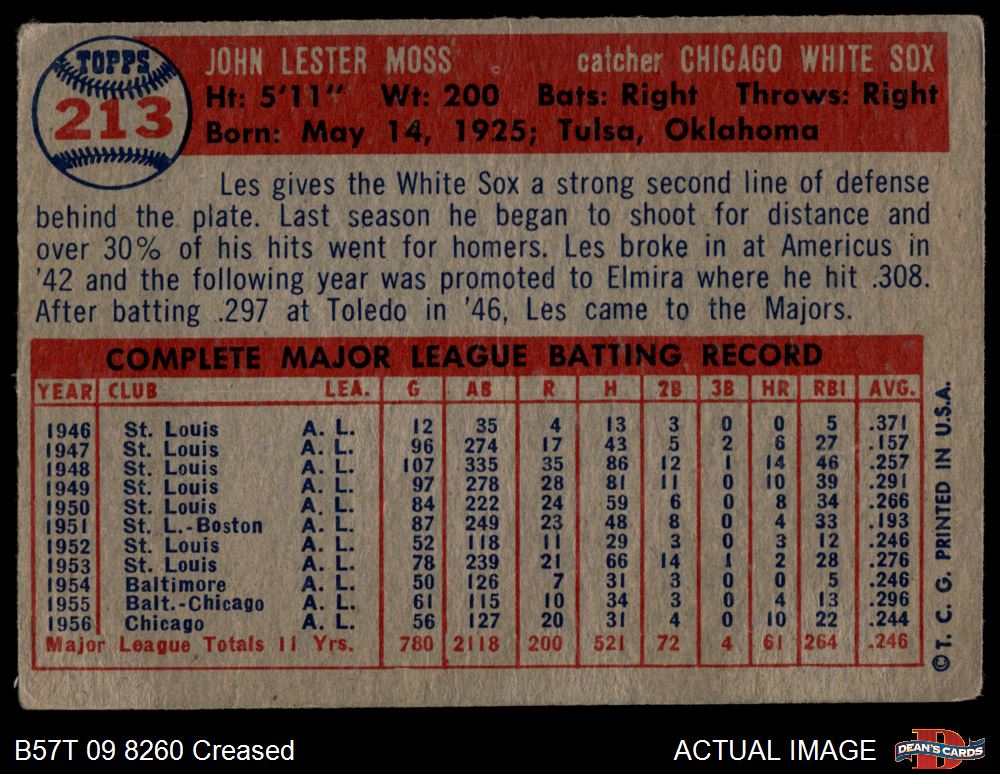 TOPPS
213
JOHN LESTER MOSS catcher CHICAGO WHITE SOX
Ht: 5'11" Wt: 200 Bats: Right Throws: Right
Born: May 14, 1925; Tulsa, Oklahoma
Les gives the White Sox a strong second line of defense
behind the plate. Last season he began to shoot for distance and
over 30% of his hits went for homers. Les broke in at Americus in
'42 and the following year was promoted to Elmira where he hit .308.
After batting .297 at Toledo in '46, Les came to the Majors.
COMPLETE MAJOR LEAGUE BATTING RECORD
YEAR CLUB LEA. G AB R H 2B 3B HR RBI AVG.
1946 St. Louis A. L. 12 35 4 13 3 0 0 5 .371
1947 St. Louis A. L. 96 274 17 43 5 2 6 27 .157
1948 St. Louis A. L. 107 335 35 86 12 1 14 46 .257
1949 St. Louis A. L. 97 278 28 81 11 0 10 39 .291
1950 St. Louis A. L. 84 222 24 59 6 0 8 34 .266
1951 St. L.-Boston A. L. 87 249 23 48 8 0 4 33 .193
1952 St. Louis A. L. 52 118 11 29 3 0 3 12 .246
1953 St. Louis A. L. 78 239 21 66 14 1 2 28 .276
1954 Baltimore A. L. 50 126 7 31 3 0 0 5 .246
1955 Balt.-Chicago A. L. 61 115 10 34 3 0 4 13 .296
1956 Chicago A. L. 56 127 20 31 4 0 10 22 .244
Major League Totals 11 Yrs. 780 2118 200 521 72 4 61 264 .246
©T. C. G. PRINTED IN U.S.A.
B57T 09 8260 Creased
ACTUAL IMAGE
D
DEAN'S CARDS